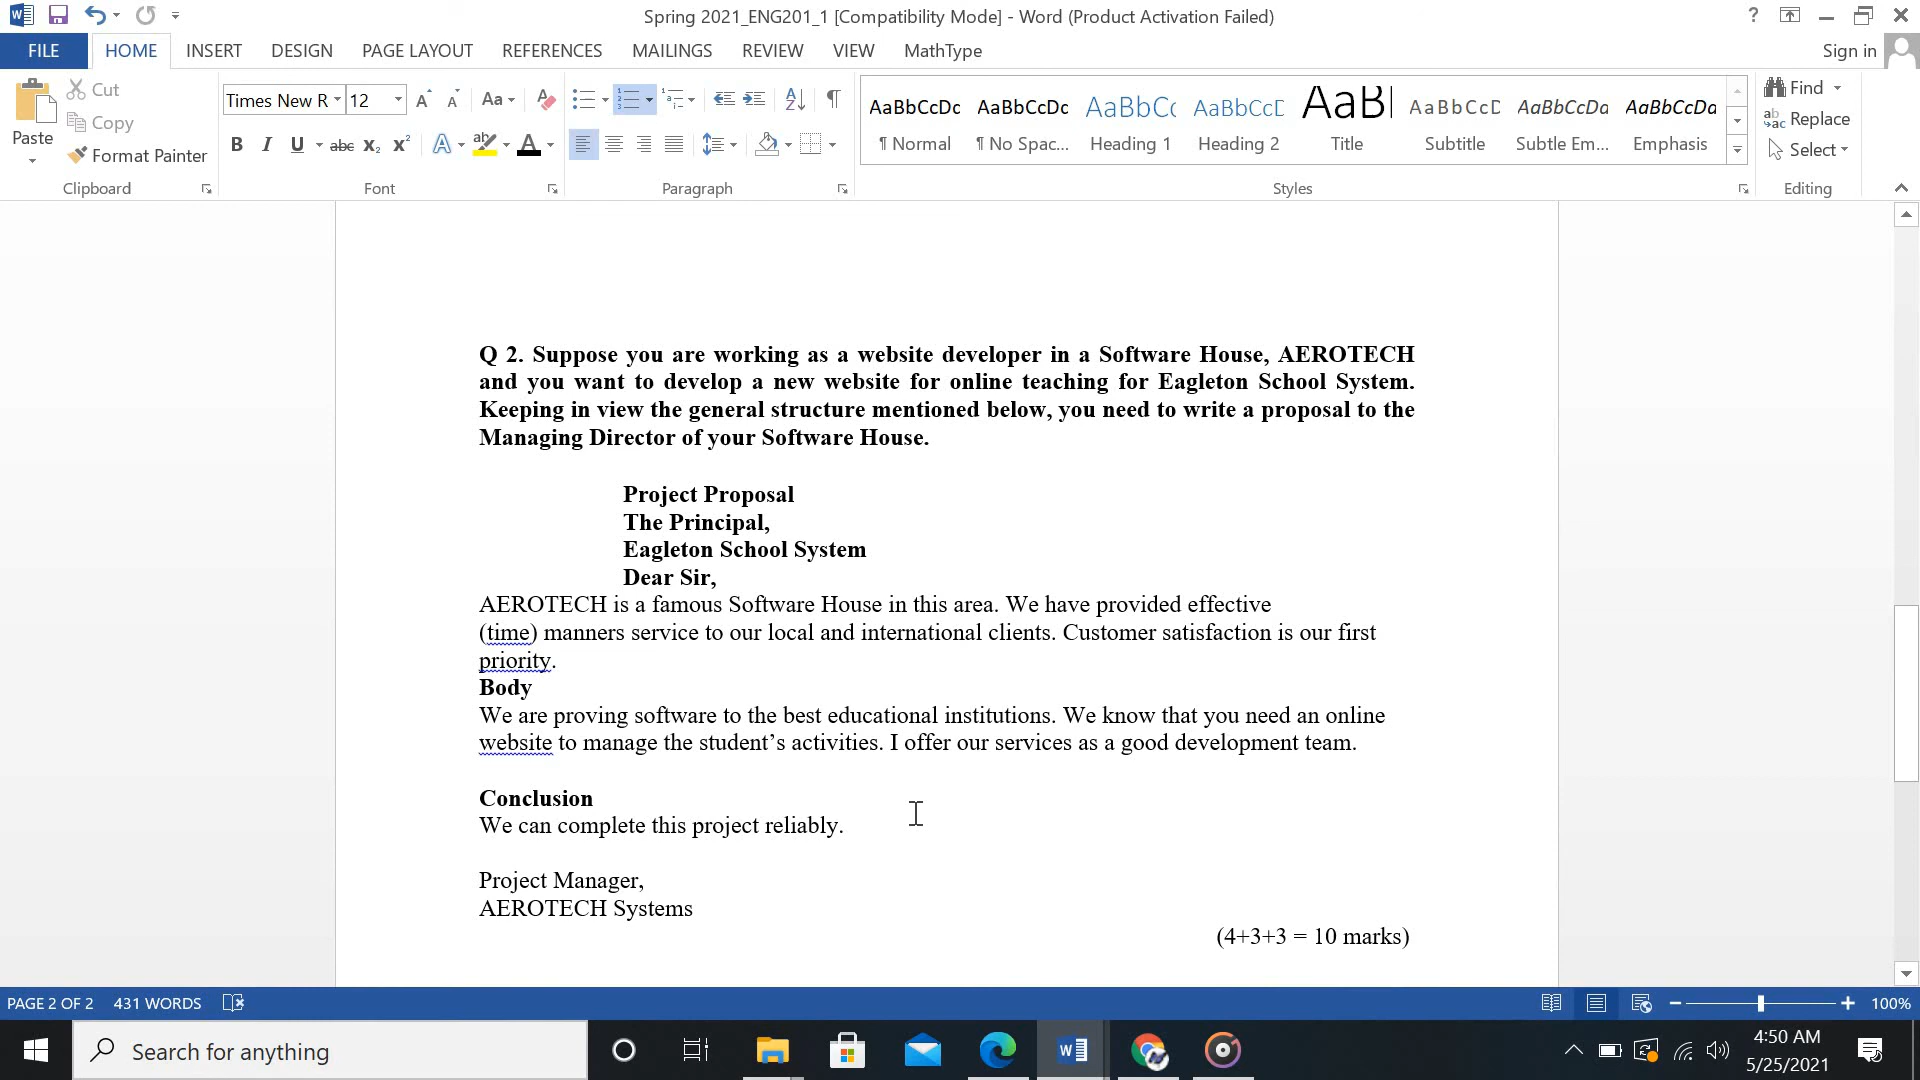 Spring 2021_ENG201_1 [Compatibility Mode] - Word (Product Activation Failed)
FILE HOME INSERT DESIGN PAGE LAYOUT REFERENCES MAILINGS REVIEW VIEW MathType Sign in
Paste
Cut
Copy
Format Painter
Clipboard
Times New R 12
Font
Paragraph
AaBbCcDc AaBbCcDc AaBbC AaBbCcD AaB AaBbCcD AaBbCcDa AaBbCcDa
¶ Normal ¶ No Spac... Heading 1 Heading 2 Title Subtitle Subtle Em... Emphasis
Styles
Find
Replace
Select
Editing
Q 2. Suppose you are working as a website developer in a Software House, AEROTECH
and you want to develop a new website for online teaching for Eagleton School System.
Keeping in view the general structure mentioned below, you need to write a proposal to the
Managing Director of your Software House.
Project Proposal
The Principal,
Eagleton School System
Dear Sir,
AEROTECH is a famous Software House in this area. We have provided effective
(time) manners service to our local and international clients. Customer satisfaction is our first
priority.
Body
We are proving software to the best educational institutions. We know that you need an online
website to manage the student’s activities. I offer our services as a good development team.
Conclusion
We can complete this project reliably.
Project Manager,
AEROTECH Systems
(4+3+3 = 10 marks)
PAGE 2 OF 2 431 WORDS 100%
Search for anything
4:50 AM
5/25/2021